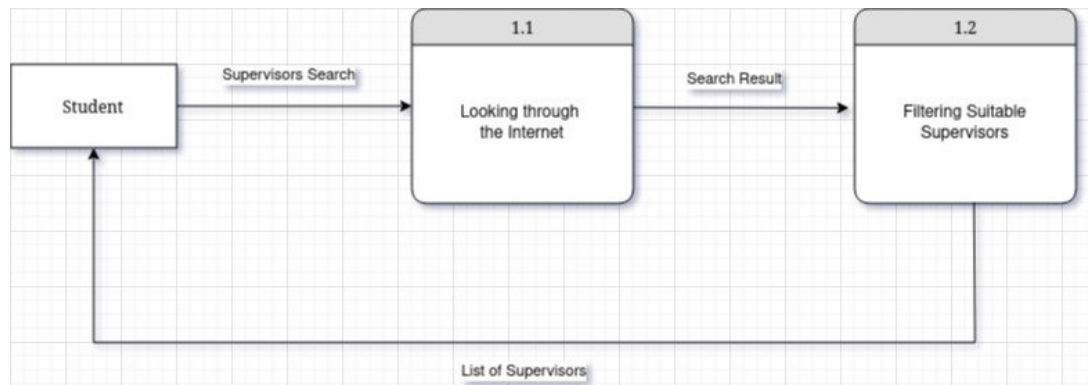 1.1
1.2
Supervisors Search
Search Result
Student
Looking through
the Internet
Filtering Suitable
Supervisors
List of Supervisors